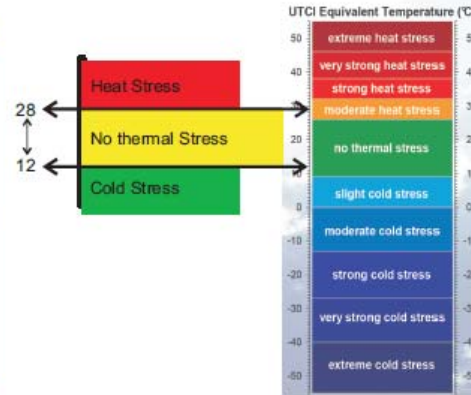 UTCI Equivalent Temperature (°C
Heat Stress
28
No thermal Stress
12
Cold Stress
50
extreme heat stress
very strong heat stress
40
strong heat stress
30
moderate heat stress
20
no thermal stress
10
slight cold stress
0
moderate cold stress
-10
-20
strong cold stress
-30
very strong cold stress
-40
extreme cold stress
-50